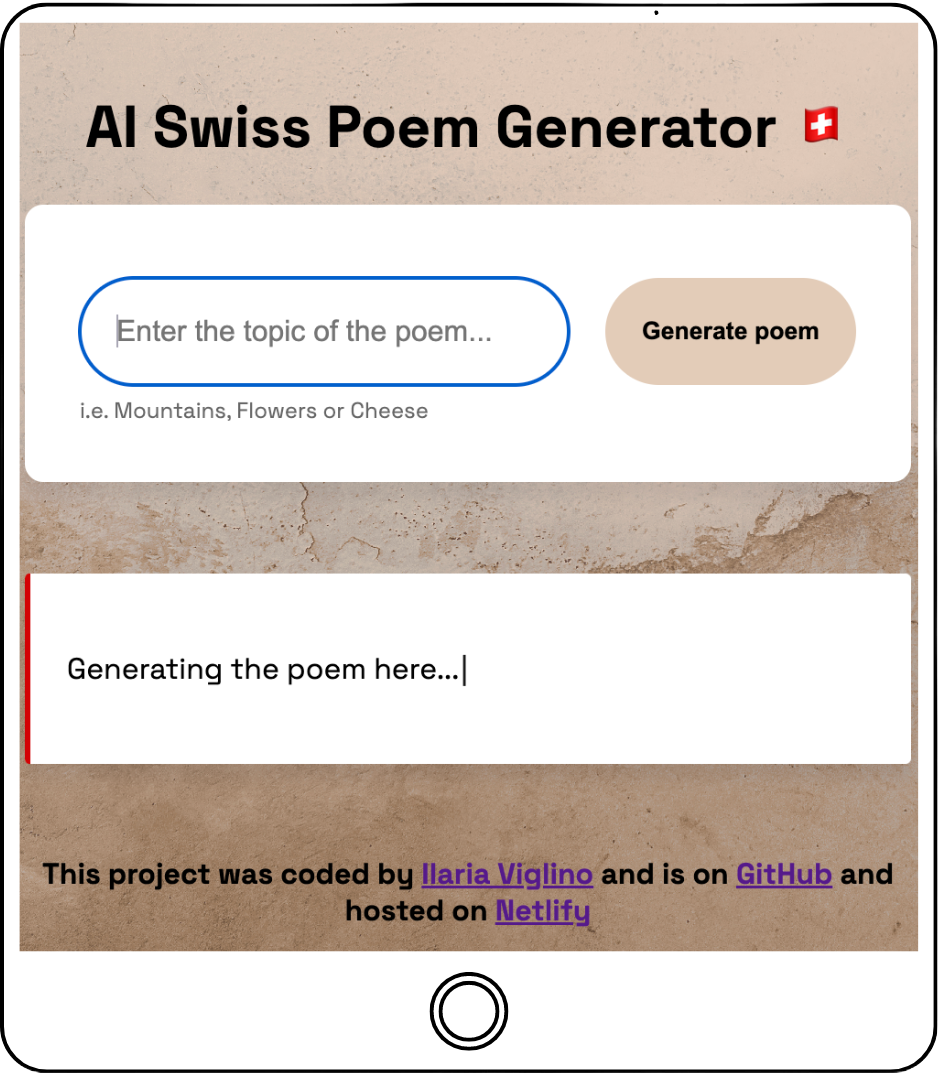 AI Swiss Poem Generator 🇨🇭
Enter the topic of the poem...
Generate poem
i.e. Mountains, Flowers or Cheese
Generating the poem here...|
This project was coded by Ilaria Viglino and is on GitHub and
hosted on Netlify